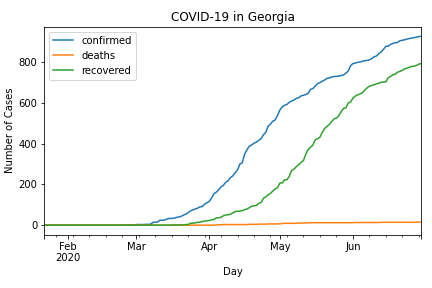 COVID-19 in Georgia
confirmed
deaths
recovered
Number of Cases
800
600
400
200
0
Feb
2020
Mar
Apr
May
Jun
Day